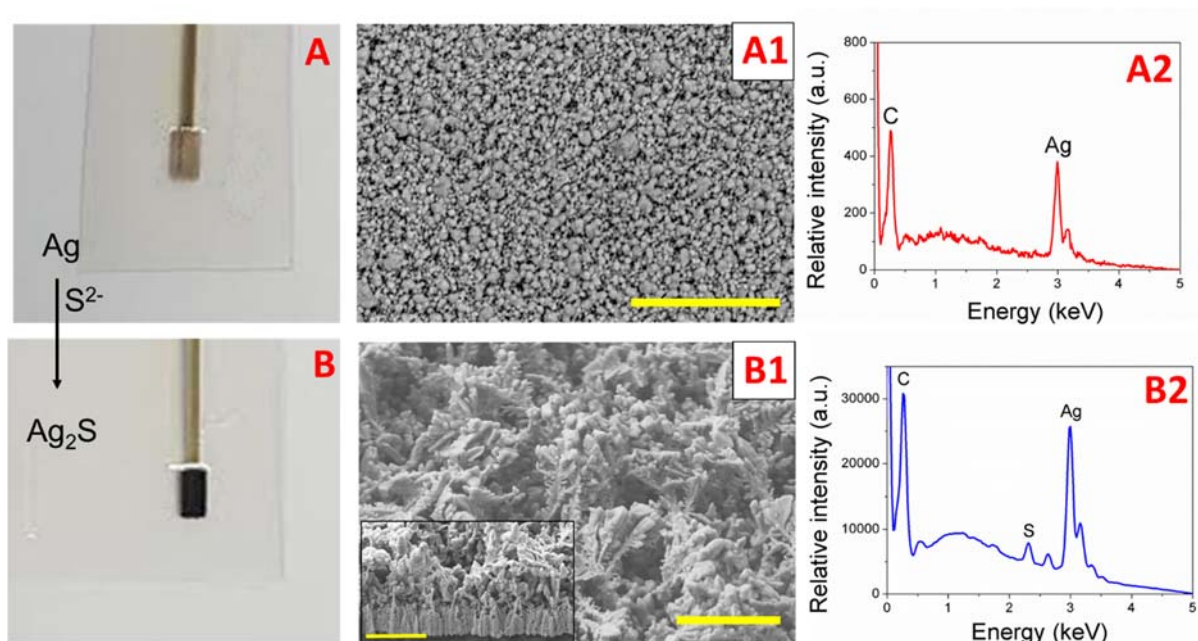 A
Ag
S²⁻
Ag₂S
B
A1
B1
A2
C
Ag
800
600
400
200
0
0 1 2 3 4 5
Relative intensity (a.u.)
Energy (keV)
B2
C
Ag
S
30000
20000
10000
0
0 1 2 3 4 5
Relative intensity (a.u.)
Energy (keV)